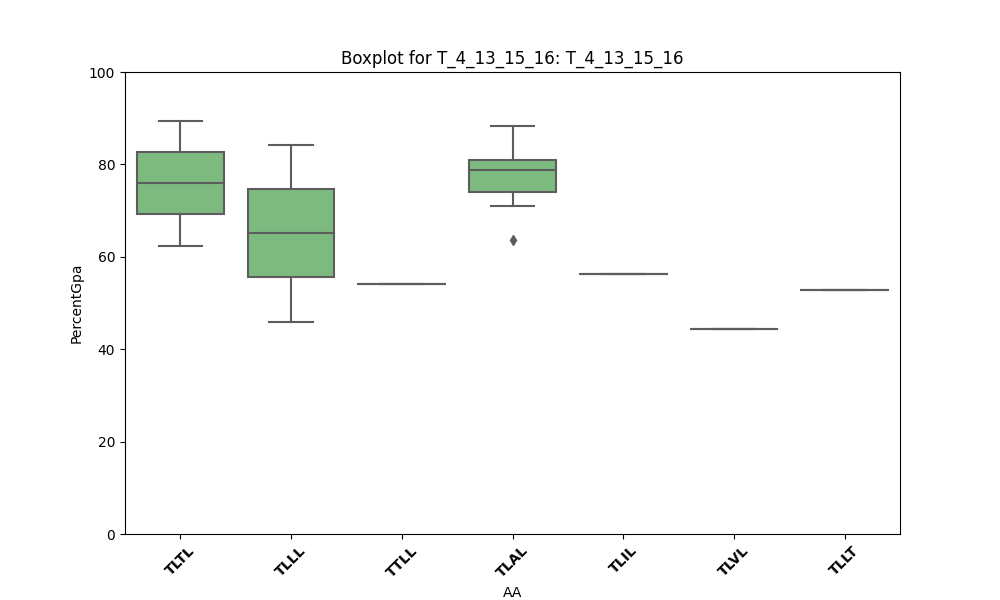 Boxplot for T_4_13_15_16: T_4_13_15_16
100
80
60
40
20
0
PercentGpa
TLTL
TLLL
TTLL
TLAL
TLIL
TLVL
TLLT
AA